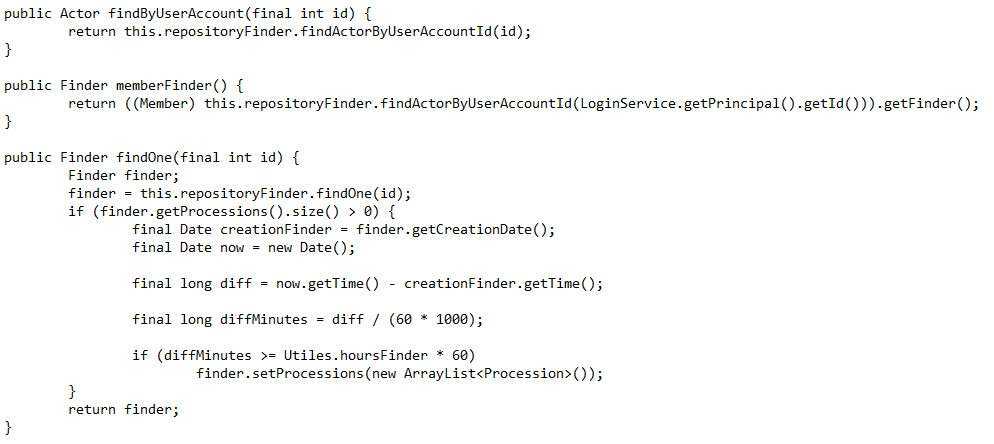 public Actor findByUserAccount(final int id) {
        return this.repositoryFinder.findActorByUserAccountId(id);
}

public Finder memberFinder() {
        return ((Member) this.repositoryFinder.findActorByUserAccountId(LoginService.getPrincipal().getId())).getFinder();
}

public Finder findOne(final int id) {
        Finder finder;
        finder = this.repositoryFinder.findOne(id);
        if (finder.getProcessions().size() > 0) {
                final Date creationFinder = finder.getCreationDate();
                final Date now = new Date();

                final long diff = now.getTime() - creationFinder.getTime();

                final long diffMinutes = diff / (60 * 1000);

                if (diffMinutes >= Utiles.hoursFinder * 60)
                        finder.setProcessions(new ArrayList<Procession>());
        }
        return finder;
}